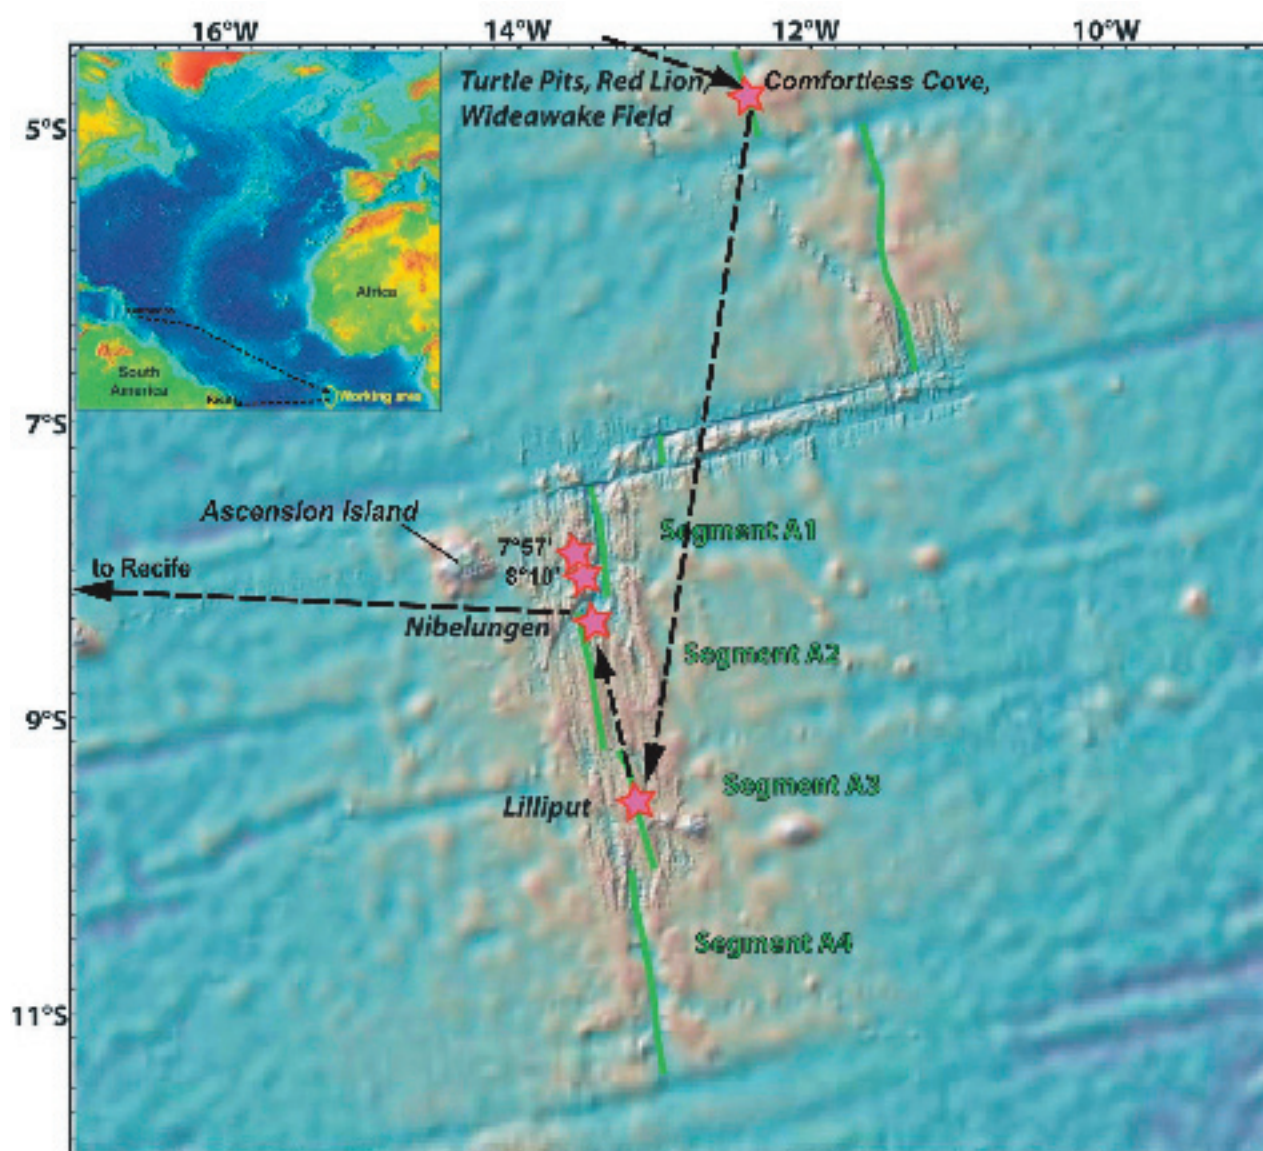 16°W 14°W 12°W 10°W
Turtle Pits, Red Lion, Comfortless Cove,
Wideawake Field
5°S
Africa
South
America
Working area
7°S
Ascension Island
7°57'
Segment A1
8°10'
to Recife
Nibelungen
Segment A2
9°S
Segment A3
Lilliput
Segment A4
11°S